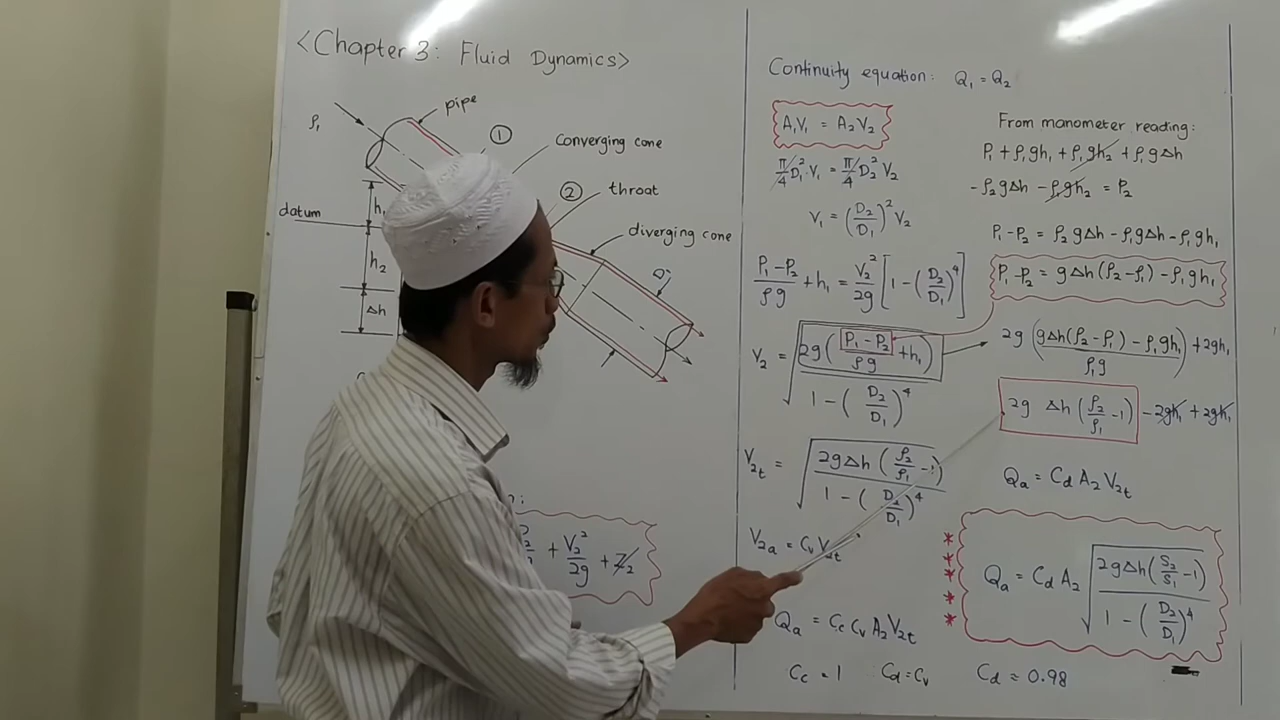 <Chapter 3: Fluid Dynamics>
ρ₁
pipe
①
Converging cone
②
throat
datum
h₁
h₂
Δh
diverging cone
D₁
+ V₂²/2g + Z₂
Continuity equation: Q₁ = Q₂
A₁V₁ = A₂V₂
π/4 D₁²·V₁ = π/4 D₂² V₂
V₁ = (D₂/D₁)² V₂
(P₁-P₂)/ρg + h₁ = V₂²/2g [1 - (D₂/D₁)⁴]
V₂ = √(2g((P₁-P₂)/ρg + h₁) / (1 - (D₂/D₁)⁴))
V₂t = √(2gΔh(ρ₂/ρ₁ - 1) / (1 - (D₂/D₁)⁴))
V₂a = Cv V₂t
Qa = Cc Cv A₂ V₂t
Cc = 1 Cd = Cv Cd ≈ 0.98
From manometer reading:
P₁ + ρ₁gh₁ + ρ₁gh₂ + ρ₁gΔh
- ρ₂gΔh - ρ₁gh₂ = P₂
P₁-P₂ = ρ₂gΔh - ρ₁gΔh - ρ₁gh₁
P₁-P₂ = gΔh(ρ₂-ρ₁) - ρ₁gh₁
2g ((gΔh(ρ₂-ρ₁) - ρ₁gh₁)/ρ₁g) + 2gh₁
2g Δh (ρ₂/ρ₁ - 1) - 2gh₁ + 2gh₁
Qa = Cd A₂ V₂t
*****
Qa = Cd A₂ √(2gΔh(S₂/S₁ - 1) / (1 - (D₂/D₁)⁴))